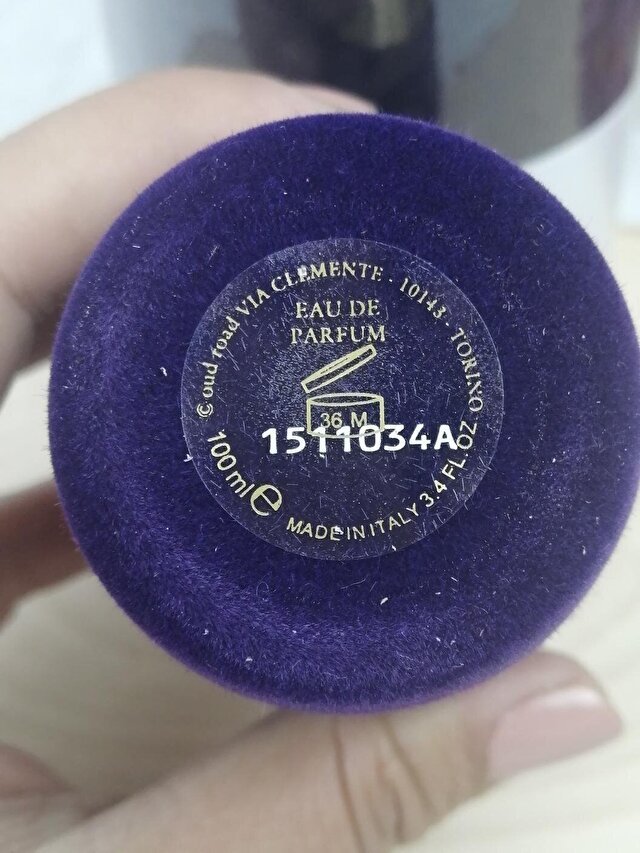 © oud road VIA CLEMENTE - 10143 - TORINO
EAU DE
PARFUM
36 M
1511034A
100 ml e MADE IN ITALY 3.4 FL OZ